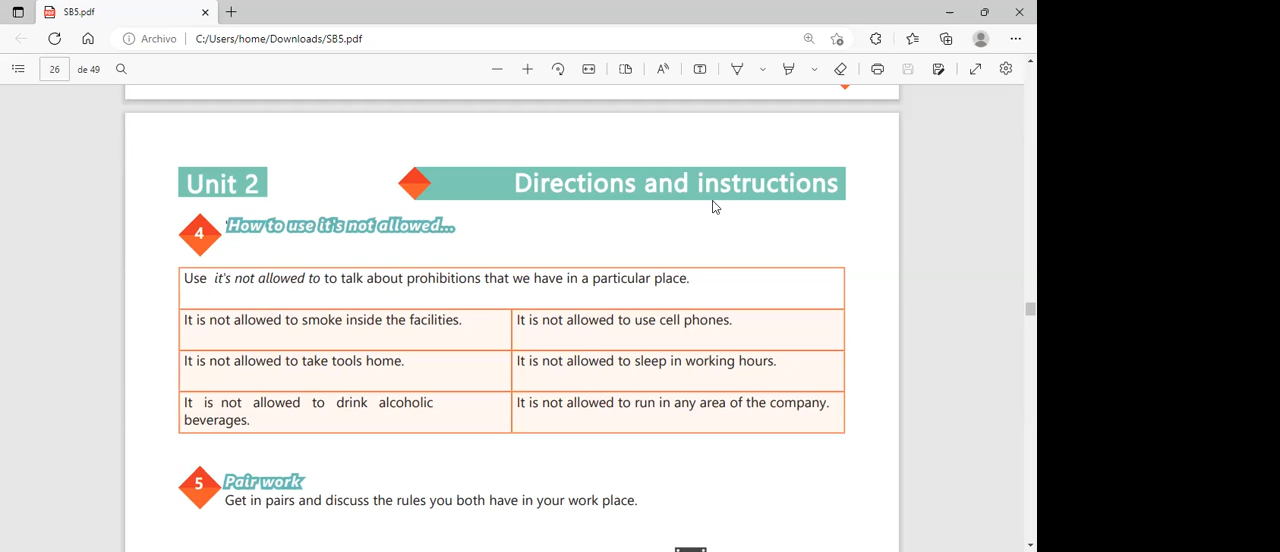 SB5.pdf
Archivo
C:/Users/home/Downloads/SB5.pdf
26 de 49
Unit 2
Directions and instructions
4
'How to use it's not allowed...
Use it's not allowed to to talk about prohibitions that we have in a particular place.
It is not allowed to smoke inside the facilities.
It is not allowed to use cell phones.
It is not allowed to take tools home.
It is not allowed to sleep in working hours.
It is not allowed to drink alcoholic
beverages.
It is not allowed to run in any area of the company.
5
Pair work
Get in pairs and discuss the rules you both have in your work place.